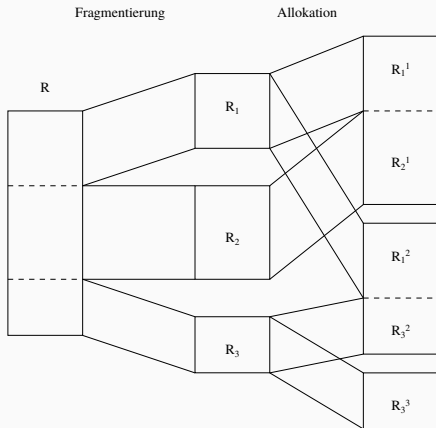 Fragmentierung Allokation
R
R₁
R₂
R₃
R₁¹
R₂¹
R₁²
R₃²
R₃³